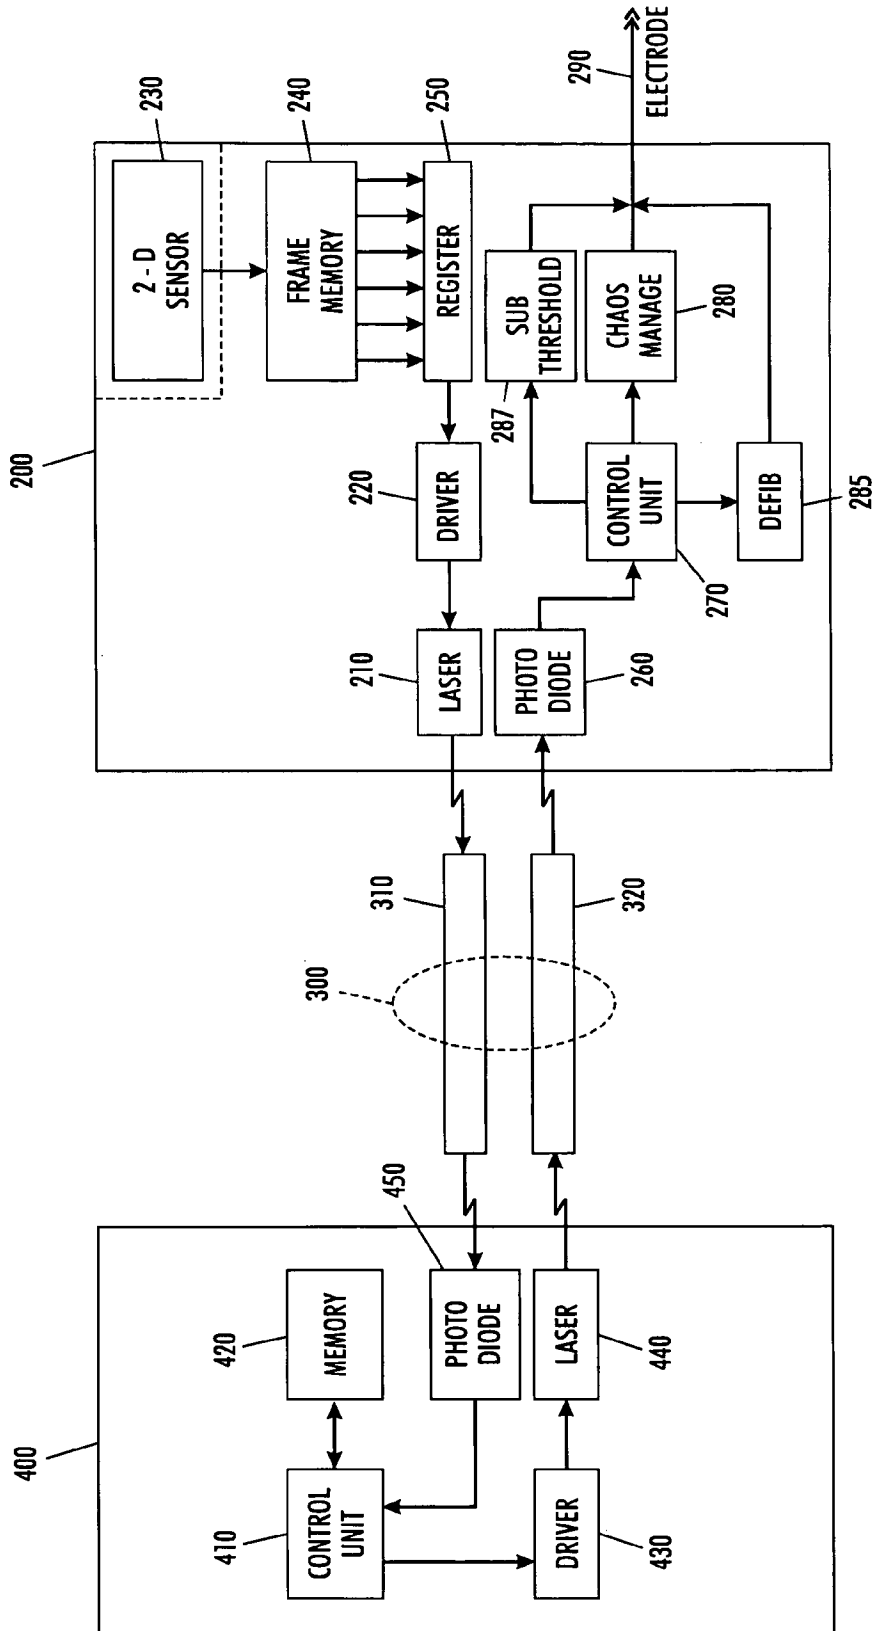 400
410
CONTROL
UNIT
420
MEMORY
450
PHOTO
DIODE
DRIVER
430
LASER
440
300
310
320
200
210
LASER
220
DRIVER
230
2 - D
SENSOR
240
FRAME
MEMORY
250
REGISTER
PHOTO
DIODE
260
CONTROL
UNIT
270
287
SUB
THRESHOLD
CHAOS
MANAGE
280
DEFIB
285
290
ELECTRODE